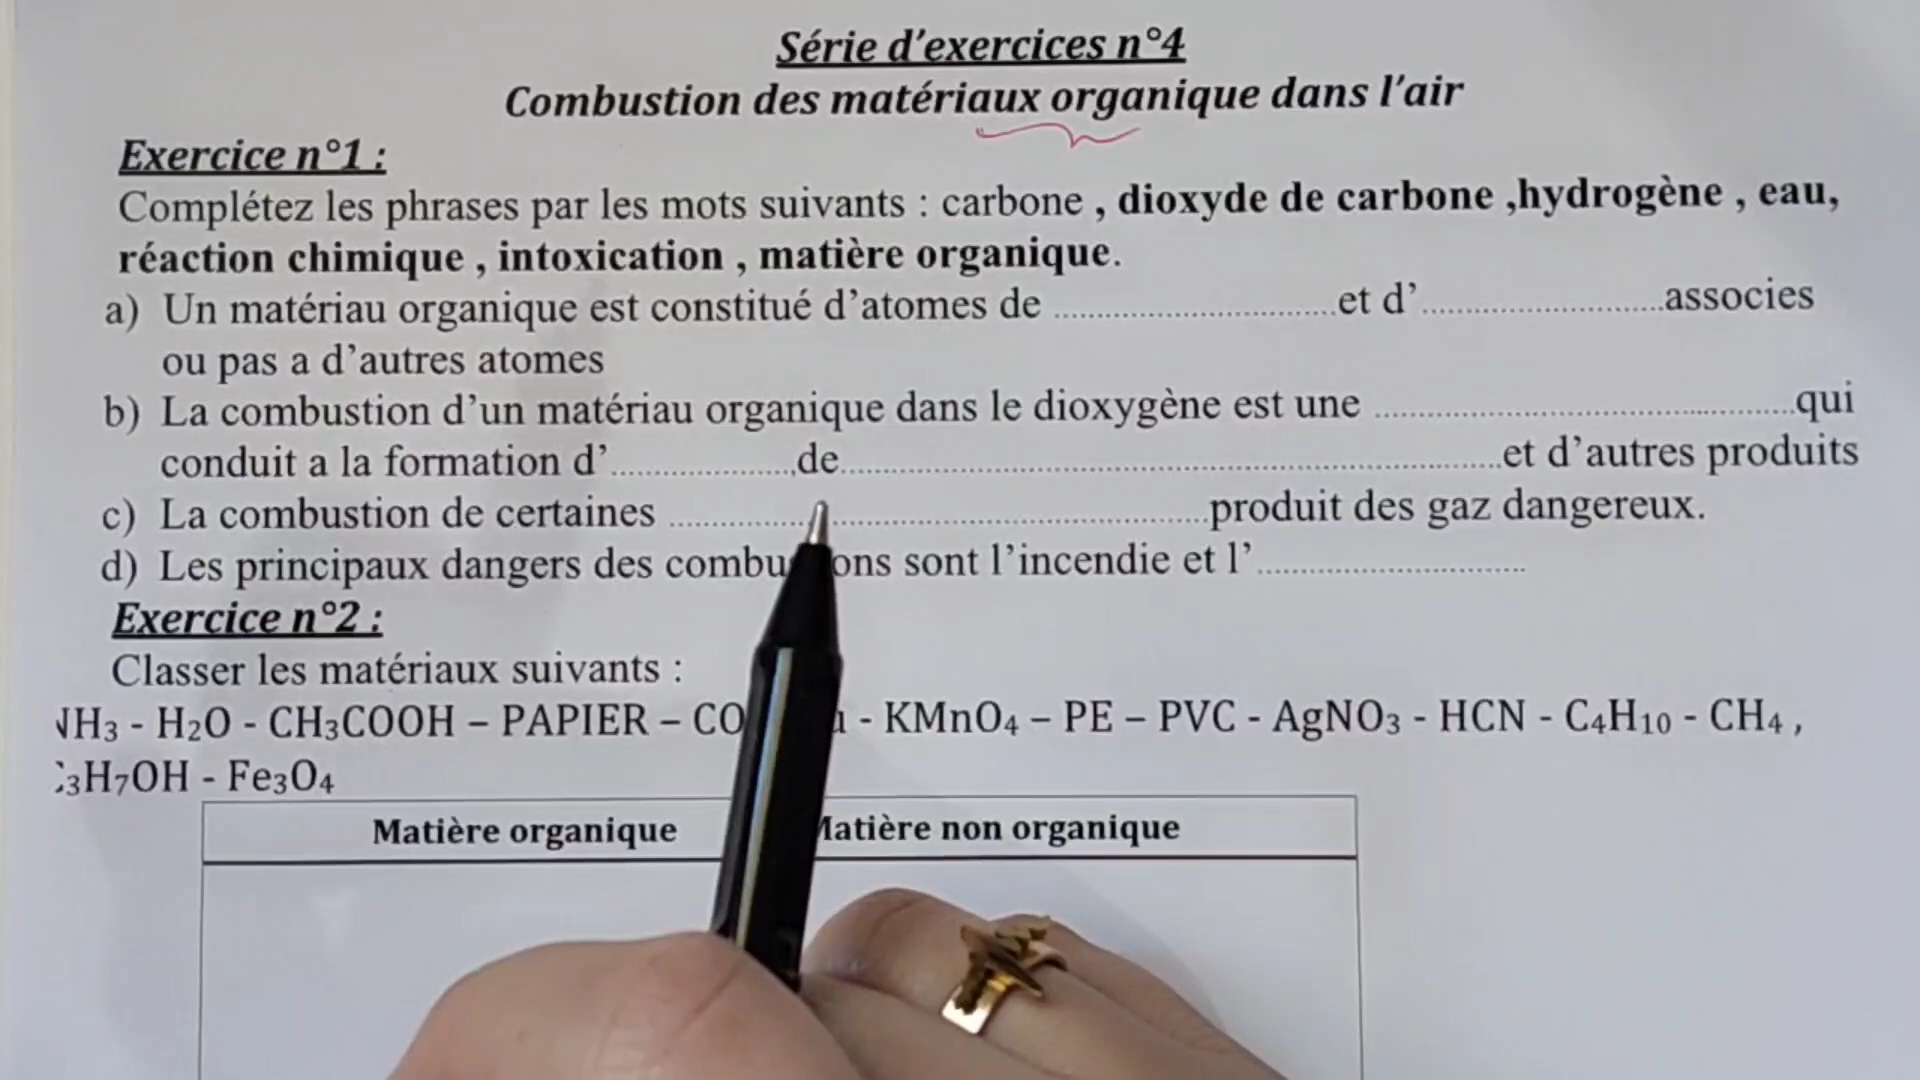 Série d'exercices n°4
Combustion des matériaux organique dans l'air
Exercice n°1 :
Complétez les phrases par les mots suivants : carbone , dioxyde de carbone ,hydrogène , eau,
réaction chimique , intoxication , matière organique.
a) Un matériau organique est constitué d'atomes de ..............................et d'..........................associes
ou pas a d'autres atomes
b) La combustion d'un matériau organique dans le dioxygène est une .............................................qui
conduit a la formation d'....................de.......................................................................et d'autres produits
c) La combustion de certaines ..........................................................produit des gaz dangereux.
d) Les principaux dangers des sont l'incendie et l'.............................
Exercice n°2 :
Classer les matériaux suivants :
H3 - H2O - CH3COOH – PAPIER – CO - KMnO4 – PE – PVC - AgNO3 - HCN - C4H10 - CH4 ,
3H7OH - Fe3O4
Matière organique atière non organique